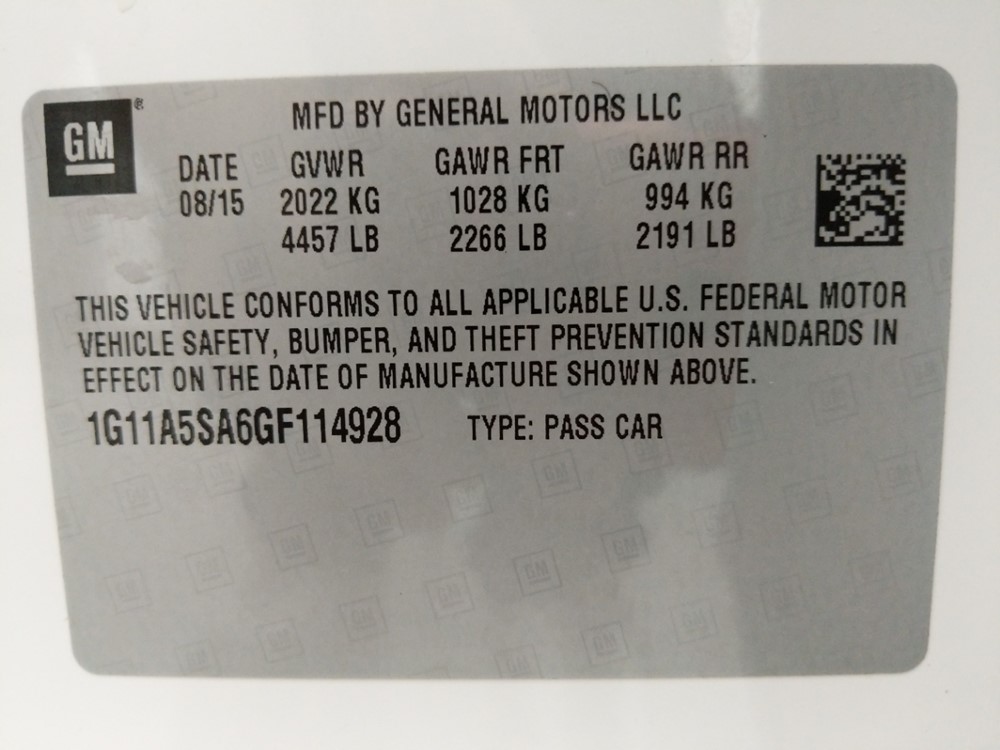 GM ®
MFD BY GENERAL MOTORS LLC
DATE GVWR GAWR FRT GAWR RR
08/15 2022 KG 1028 KG 994 KG
4457 LB 2266 LB 2191 LB
THIS VEHICLE CONFORMS TO ALL APPLICABLE U.S. FEDERAL MOTOR
VEHICLE SAFETY, BUMPER, AND THEFT PREVENTION STANDARDS IN
EFFECT ON THE DATE OF MANUFACTURE SHOWN ABOVE.
1G11A5SA6GF114928 TYPE: PASS CAR